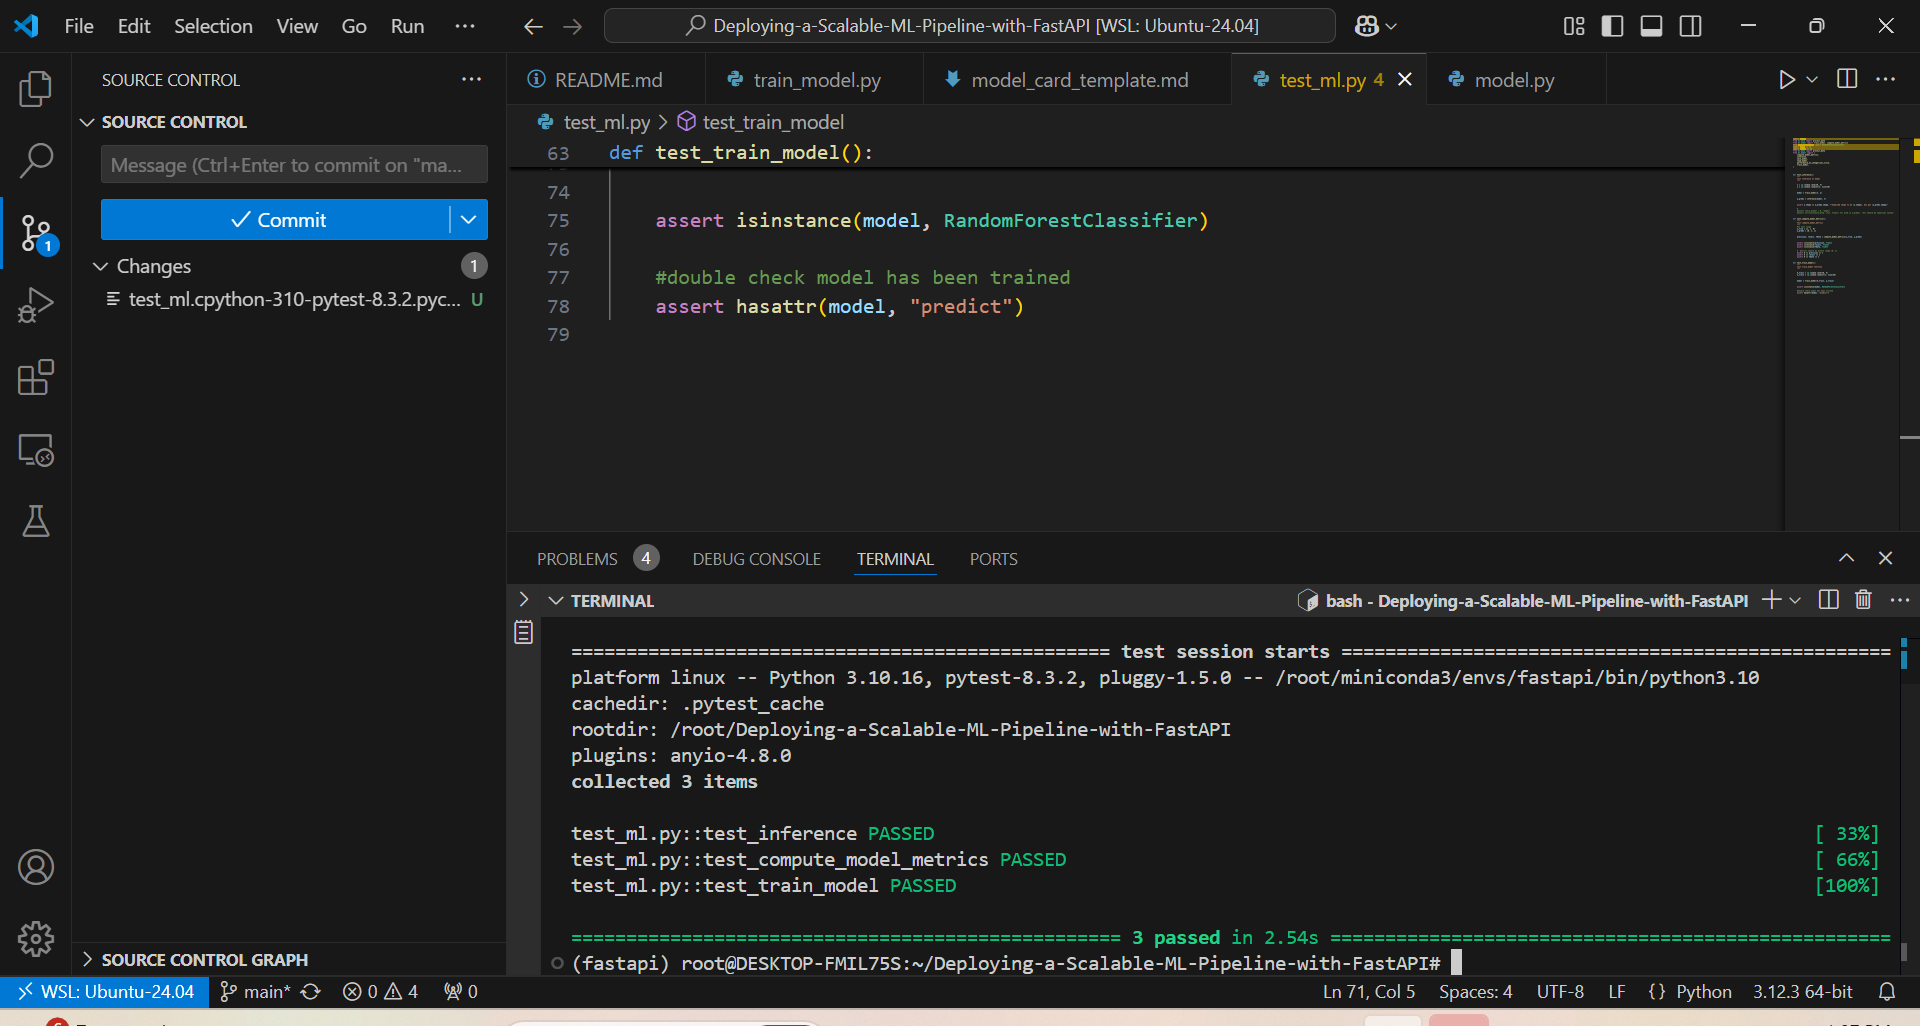 File Edit Selection View Go Run ···
Deploying-a-Scalable-ML-Pipeline-with-FastAPI [WSL: Ubuntu-24.04]
SOURCE CONTROL ···
README.md train_model.py model_card_template.md test_ml.py 4 model.py
SOURCE CONTROL
test_ml.py > test_train_model
63 def test_train_model():
Message (Ctrl+Enter to commit on "ma...
Commit
Changes 1
test_ml.cpython-310-pytest-8.3.2.pyc... U
1
74
75 assert isinstance(model, RandomForestClassifier)
76
77 #double check model has been trained
78 assert hasattr(model, "predict")
79
PROBLEMS 4 DEBUG CONSOLE TERMINAL PORTS
TERMINAL
bash - Deploying-a-Scalable-ML-Pipeline-with-FastAPI
================================================= test session starts ==================================================
platform linux -- Python 3.10.16, pytest-8.3.2, pluggy-1.5.0 -- /root/miniconda3/envs/fastapi/bin/python3.10
cachedir: .pytest_cache
rootdir: /root/Deploying-a-Scalable-ML-Pipeline-with-FastAPI
plugins: anyio-4.8.0
collected 3 items
test_ml.py::test_inference PASSED [ 33%]
test_ml.py::test_compute_model_metrics PASSED [ 66%]
test_ml.py::test_train_model PASSED [100%]
================================================== 3 passed in 2.54s ===================================================
(fastapi) root@DESKTOP-FMIL75S:~/Deploying-a-Scalable-ML-Pipeline-with-FastAPI#
SOURCE CONTROL GRAPH
WSL: Ubuntu-24.04 main* 0 4 0
Ln 71, Col 5 Spaces: 4 UTF-8 LF {} Python 3.12.3 64-bit